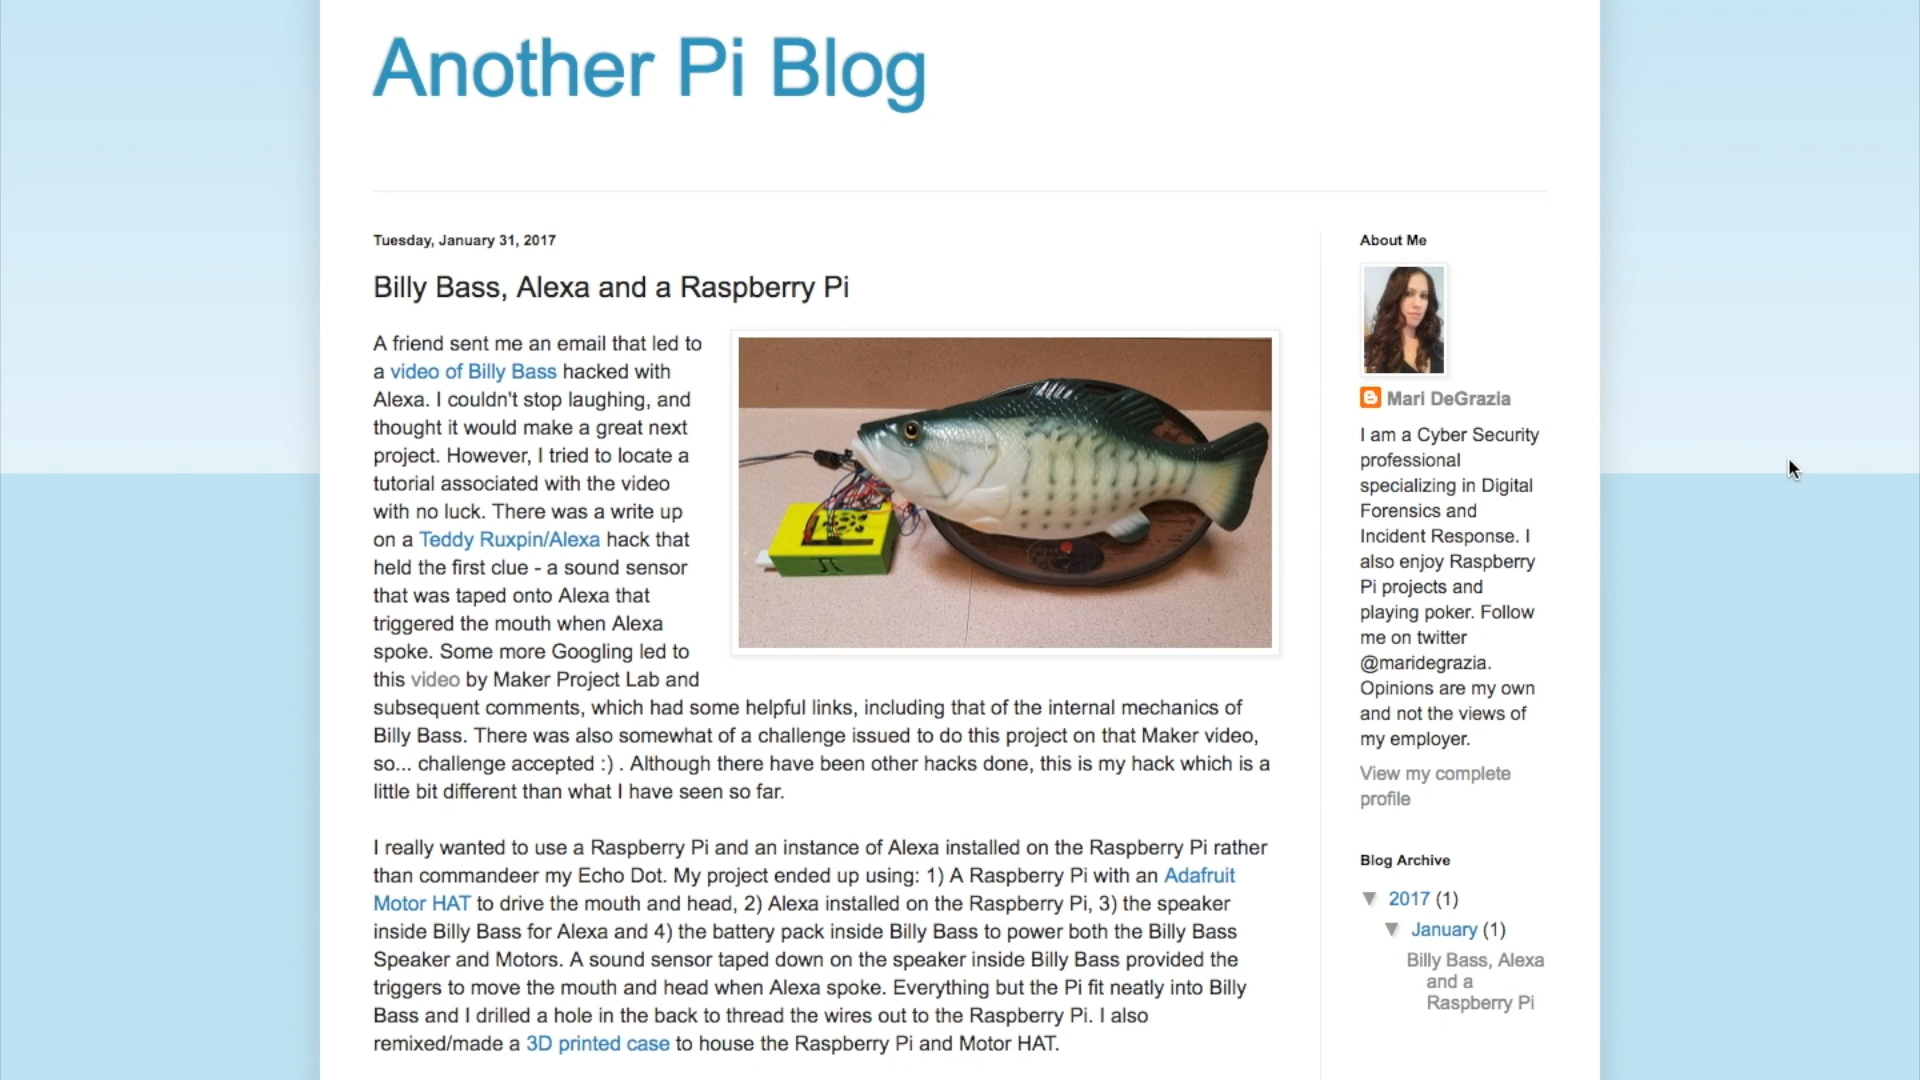 Another Pi Blog
Tuesday, January 31, 2017
Billy Bass, Alexa and a Raspberry Pi
A friend sent me an email that led to
a video of Billy Bass hacked with
Alexa. I couldn't stop laughing, and
thought it would make a great next
project. However, I tried to locate a
tutorial associated with the video
with no luck. There was a write up
on a Teddy Ruxpin/Alexa hack that
held the first clue - a sound sensor
that was taped onto Alexa that
triggered the mouth when Alexa
spoke. Some more Googling led to
this video by Maker Project Lab and
subsequent comments, which had some helpful links, including that of the internal mechanics of
Billy Bass. There was also somewhat of a challenge issued to do this project on that Maker video,
so... challenge accepted :) . Although there have been other hacks done, this is my hack which is a
little bit different than what I have seen so far.
I really wanted to use a Raspberry Pi and an instance of Alexa installed on the Raspberry Pi rather
than commandeer my Echo Dot. My project ended up using: 1) A Raspberry Pi with an Adafruit
Motor HAT to drive the mouth and head, 2) Alexa installed on the Raspberry Pi, 3) the speaker
inside Billy Bass for Alexa and 4) the battery pack inside Billy Bass to power both the Billy Bass
Speaker and Motors. A sound sensor taped down on the speaker inside Billy Bass provided the
triggers to move the mouth and head when Alexa spoke. Everything but the Pi fit neatly into Billy
Bass and I drilled a hole in the back to thread the wires out to the Raspberry Pi. I also
remixed/made a 3D printed case to house the Raspberry Pi and Motor HAT.
About Me
Mari DeGrazia
I am a Cyber Security
professional
specializing in Digital
Forensics and
Incident Response. I
also enjoy Raspberry
Pi projects and
playing poker. Follow
me on twitter
@maridegrazia.
Opinions are my own
and not the views of
my employer.
View my complete
profile
Blog Archive
▼ 2017 (1)
▼ January (1)
Billy Bass, Alexa
and a
Raspberry Pi